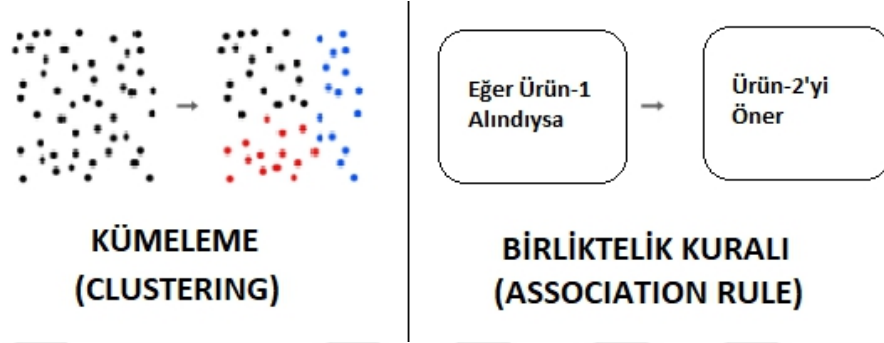 KÜMELEME
(CLUSTERING)
Eğer Ürün-1
Alındıysa
Ürün-2'yi
Öner
BİRLİKTELİK KURALI
(ASSOCIATION RULE)